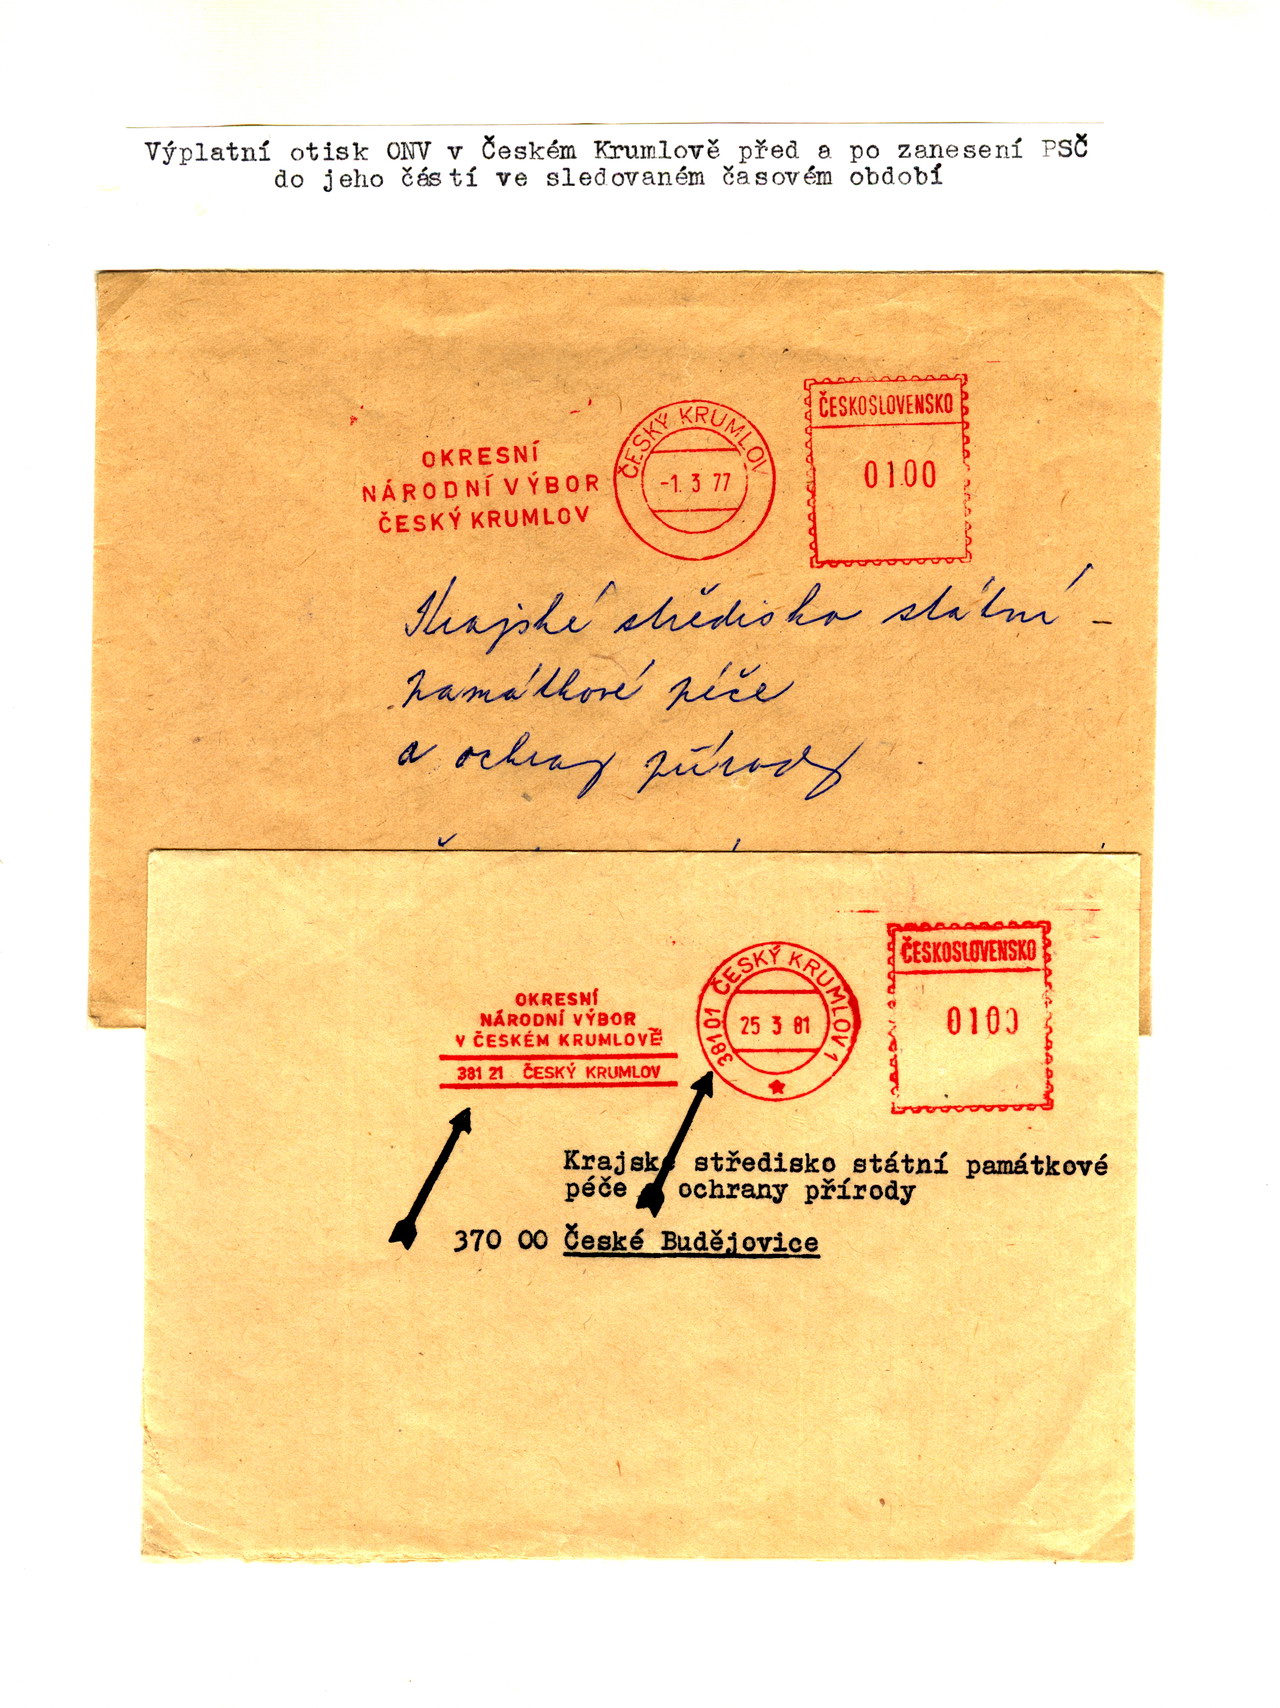 Výplatní otisk ONV v Českém Krumlově před a po zanesení PSČ
do jeho částí ve sledovaném časovém období
OKRESNÍ
NÁRODNÍ VÝBOR
ČESKÝ KRUMLOV
ČESKÝ KRUMLOV
-1. 3 77
ČESKOSLOVENSKO
01.00
Krajské středisko státní -
památkové péče
a ochrany přírody
OKRESNÍ
NÁRODNÍ VÝBOR
V ČESKÉM KRUMLOVĚ
381 21 ČESKÝ KRUMLOV
381 01 ČESKÝ KRUMLOV 1
25 3 81
ČESKOSLOVENSKO
0100
Krajské středisko státní památkové
péče ochrany přírody
370 00 České Budějovice